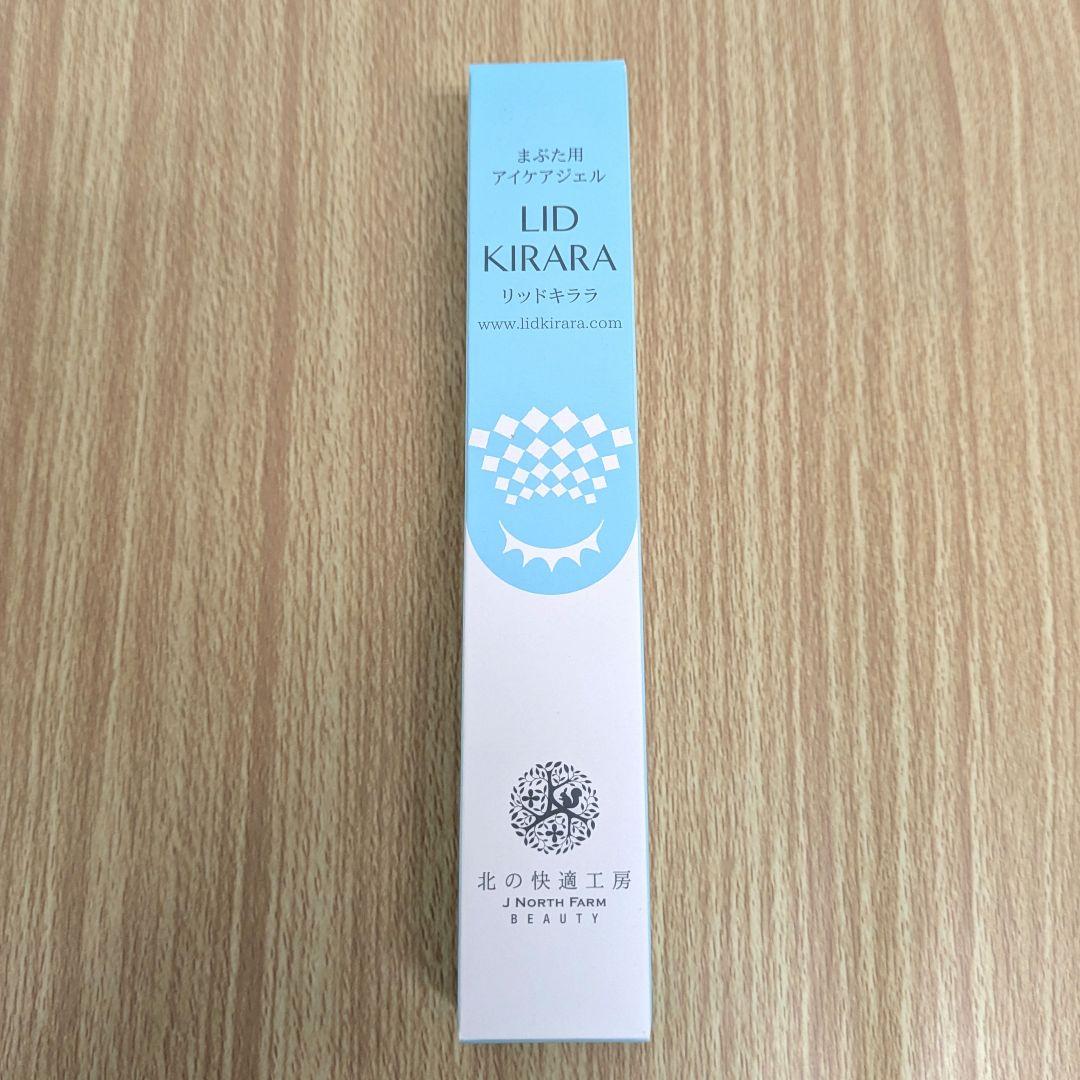 まぶた用
アイケアジェル
LID
KIRARA
リッドキララ
www.lidkirara.com
北の快適工房
J NORTH FARM
BEAUTY